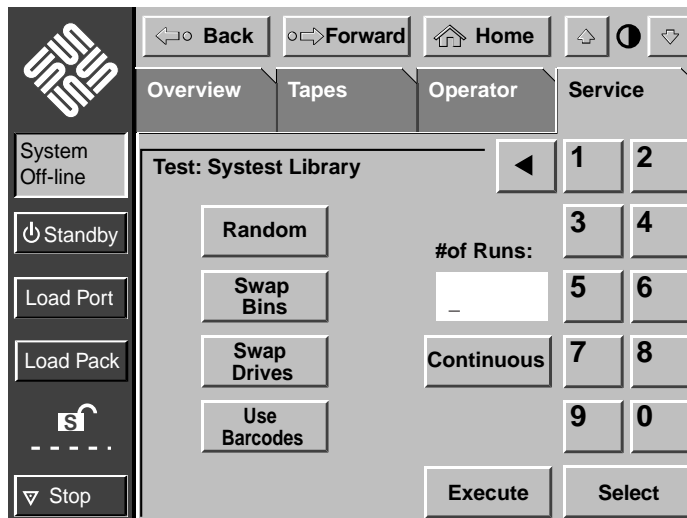 Back
Forward
Home
Overview
Tapes
Operator
Service
System
Off-line
Standby
Load Port
Load Pack
S
Stop
Test: Systest Library
Random
Swap
Bins
Swap
Drives
Use
Barcodes
#of Runs:
_
Continuous
Execute
1 2
3 4
5 6
7 8
9 0
Select